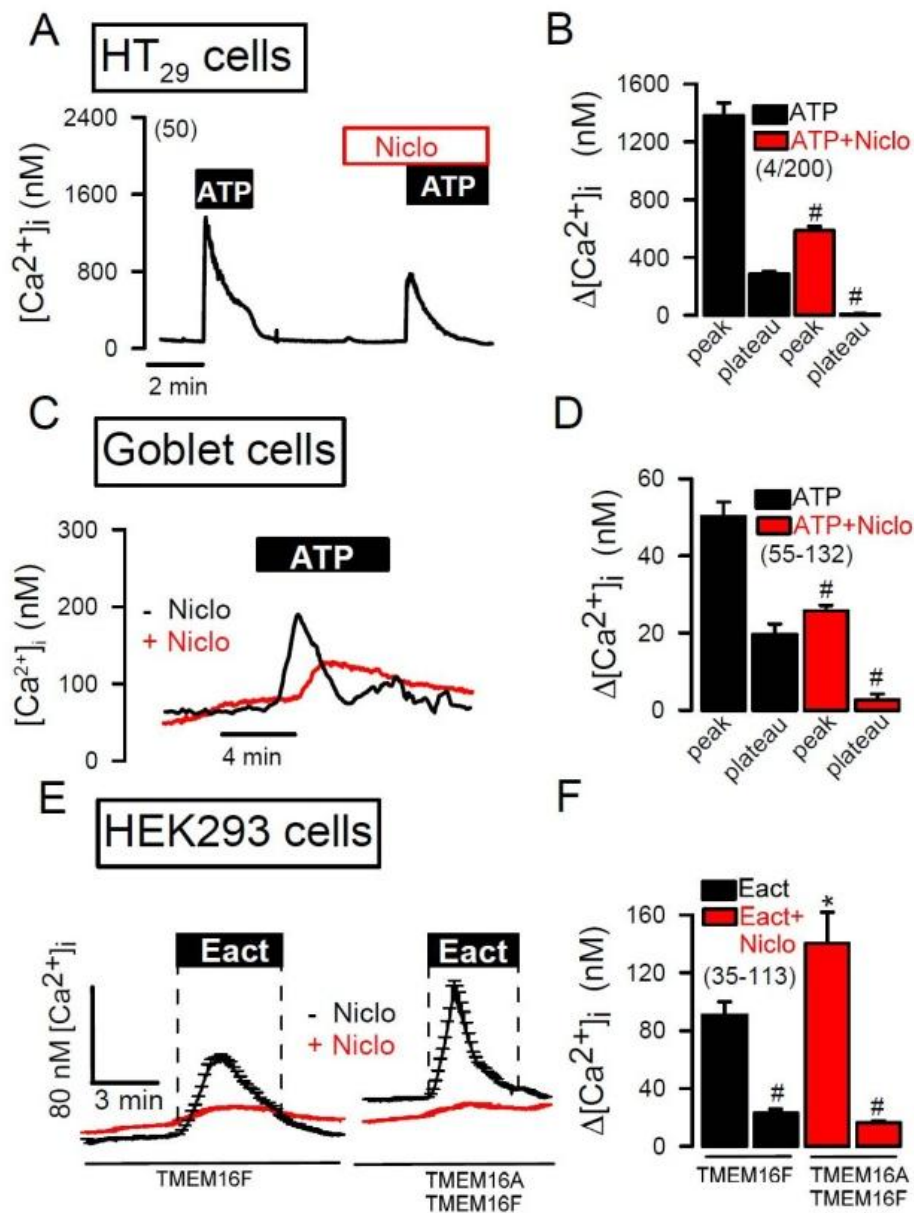 A
HT29 cells
[Ca2+]i (nM)
2400
1600
800
0
(50)
ATP
Niclo
ATP
2 min
B
Δ[Ca2+]i (nM)
1600
1200
800
400
0
ATP
ATP+Niclo
(4/200)
#
#
peak
plateau
peak
plateau
C
Goblet cells
[Ca2+]i (nM)
300
200
100
0
ATP
- Niclo
+ Niclo
4 min
D
Δ[Ca2+]i (nM)
60
40
20
0
ATP
ATP+Niclo
(55-132)
#
#
peak
plateau
peak
plateau
E
HEK293 cells
80 nM [Ca2+]i
3 min
Eact
Eact
- Niclo
+ Niclo
TMEM16F
TMEM16A
TMEM16F
F
Δ[Ca2+]i (nM)
160
120
80
40
0
Eact
Eact+
Niclo
(35-113)
#
*
#
TMEM16F
TMEM16A
TMEM16F